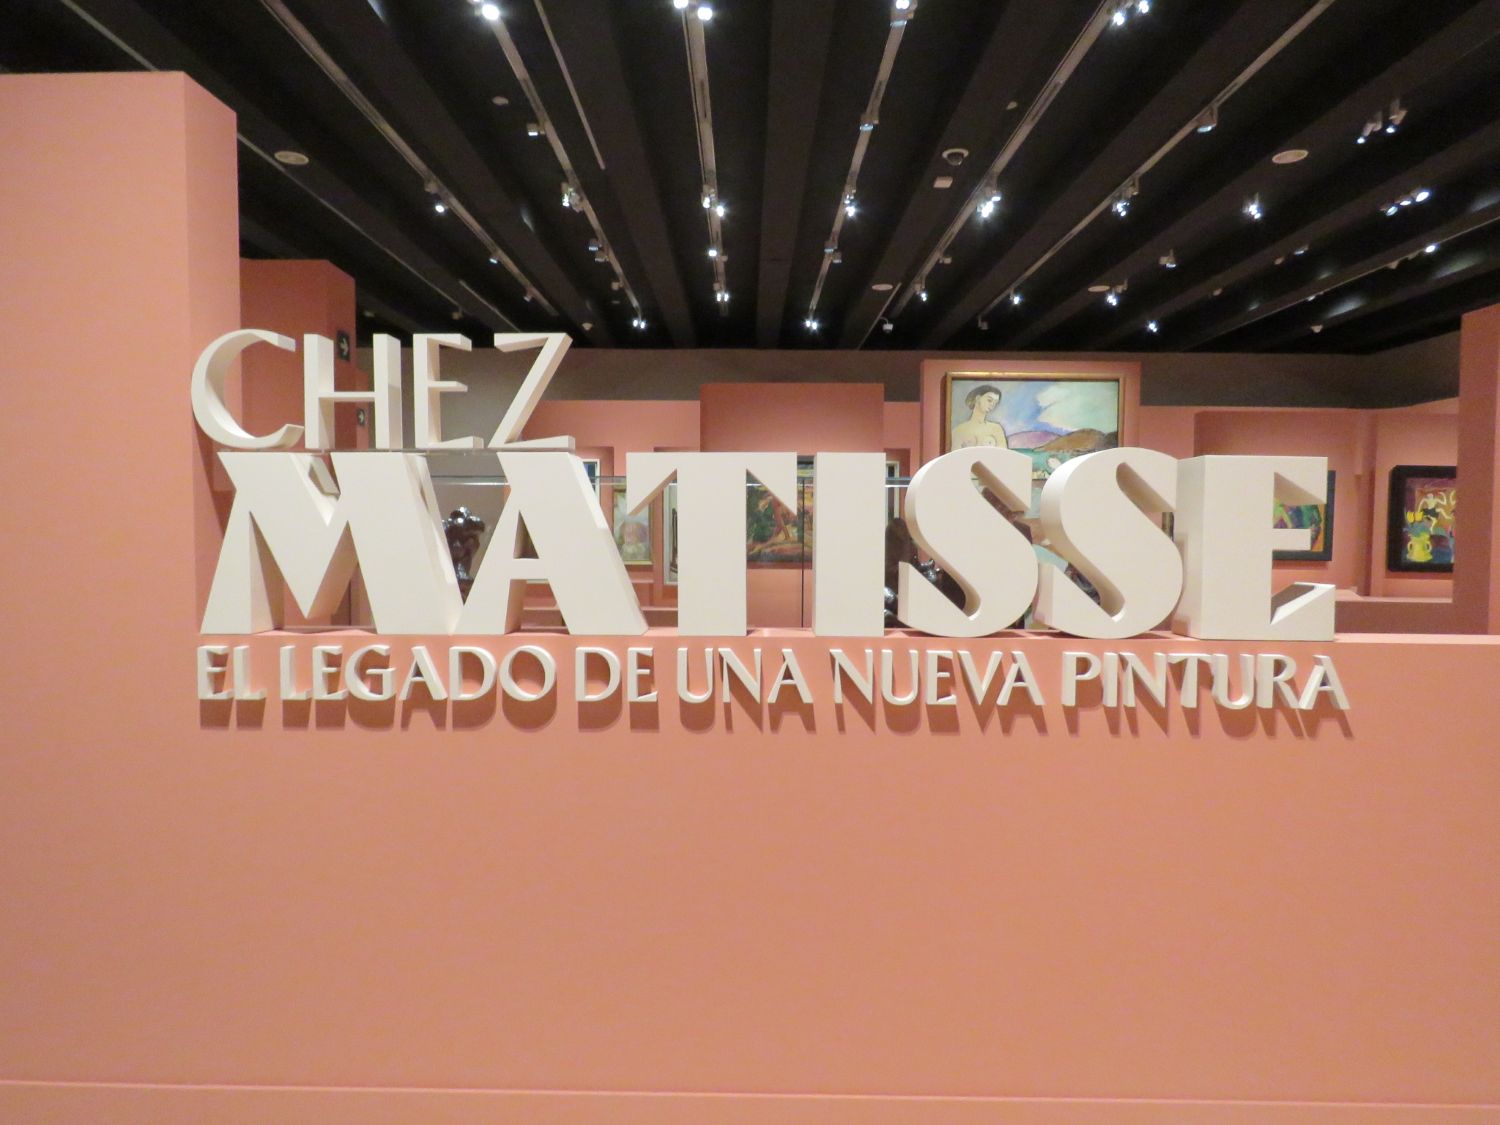 CHEZ
MATISSE
EL LEGADO DE UNA NUEVA PINTURA